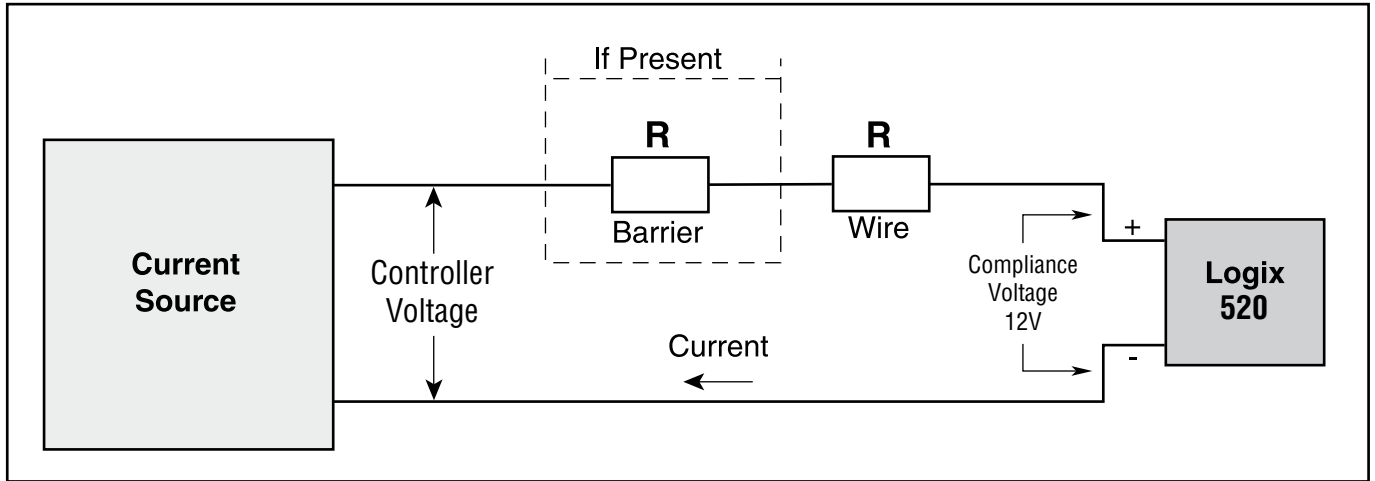 If Present
R
R
Barrier
Wire
Current
Source
Controller
Voltage
Compliance
Voltage
12V
+
-
Logix
520
Current